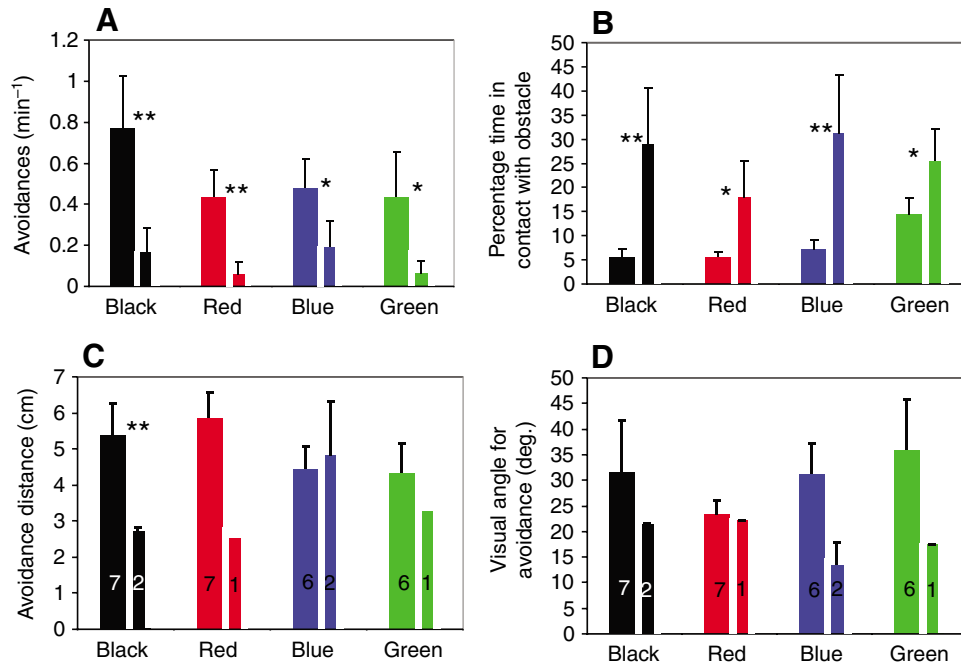 A
Avoidances (min⁻¹)
1.2
1
0.8
0.6
0.4
0.2
0
**
**
*
*
Black Red Blue Green
B
Percentage time in
contact with obstacle
50
45
40
35
30
25
20
15
10
5
0
**
*
**
*
Black Red Blue Green
C
Avoidance distance (cm)
7
6
5
4
3
2
1
0
**
7 2 7 1 6 2 6 1
Black Red Blue Green
D
Visual angle for
avoidance (deg.)
50
45
40
35
30
25
20
15
10
5
0
7 2 7 1 6 2 6 1
Black Red Blue Green